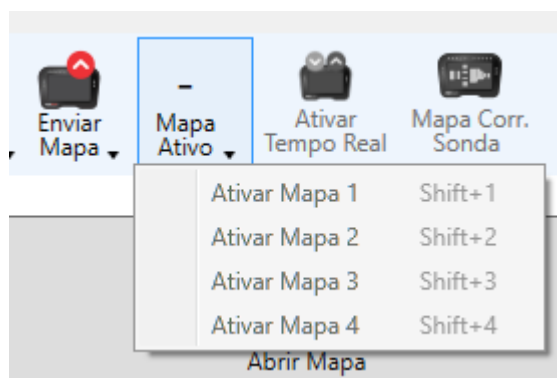 Enviar
Mapa
-
Mapa
Ativo
Ativar
Tempo Real
Mapa Corr.
Sonda
Ativar Mapa 1 Shift+1
Ativar Mapa 2 Shift+2
Ativar Mapa 3 Shift+3
Ativar Mapa 4 Shift+4
Abrir Mapa